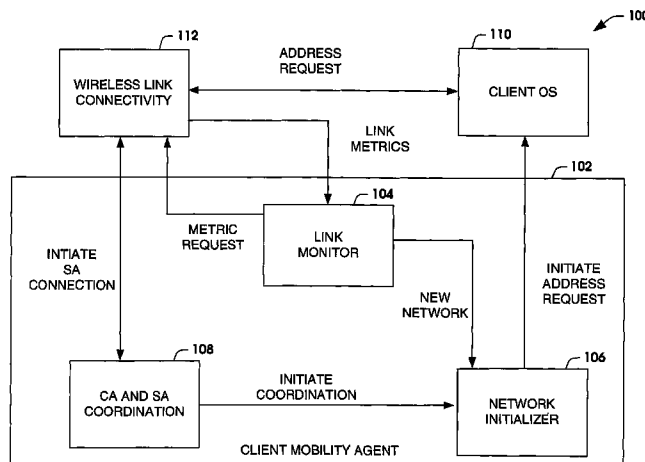 100
112
110
WIRELESS LINK
CONNECTIVITY
ADDRESS
REQUEST
CLIENT OS
LINK
METRICS
102
104
METRIC
REQUEST
LINK
MONITOR
INTIATE
SA
CONNECTION
INITIATE
ADDRESS
REQUEST
NEW
NETWORK
108
106
CA AND SA
COORDINATION
INITIATE
COORDINATION
NETWORK
INITIALIZER
CLIENT MOBILITY AGENT